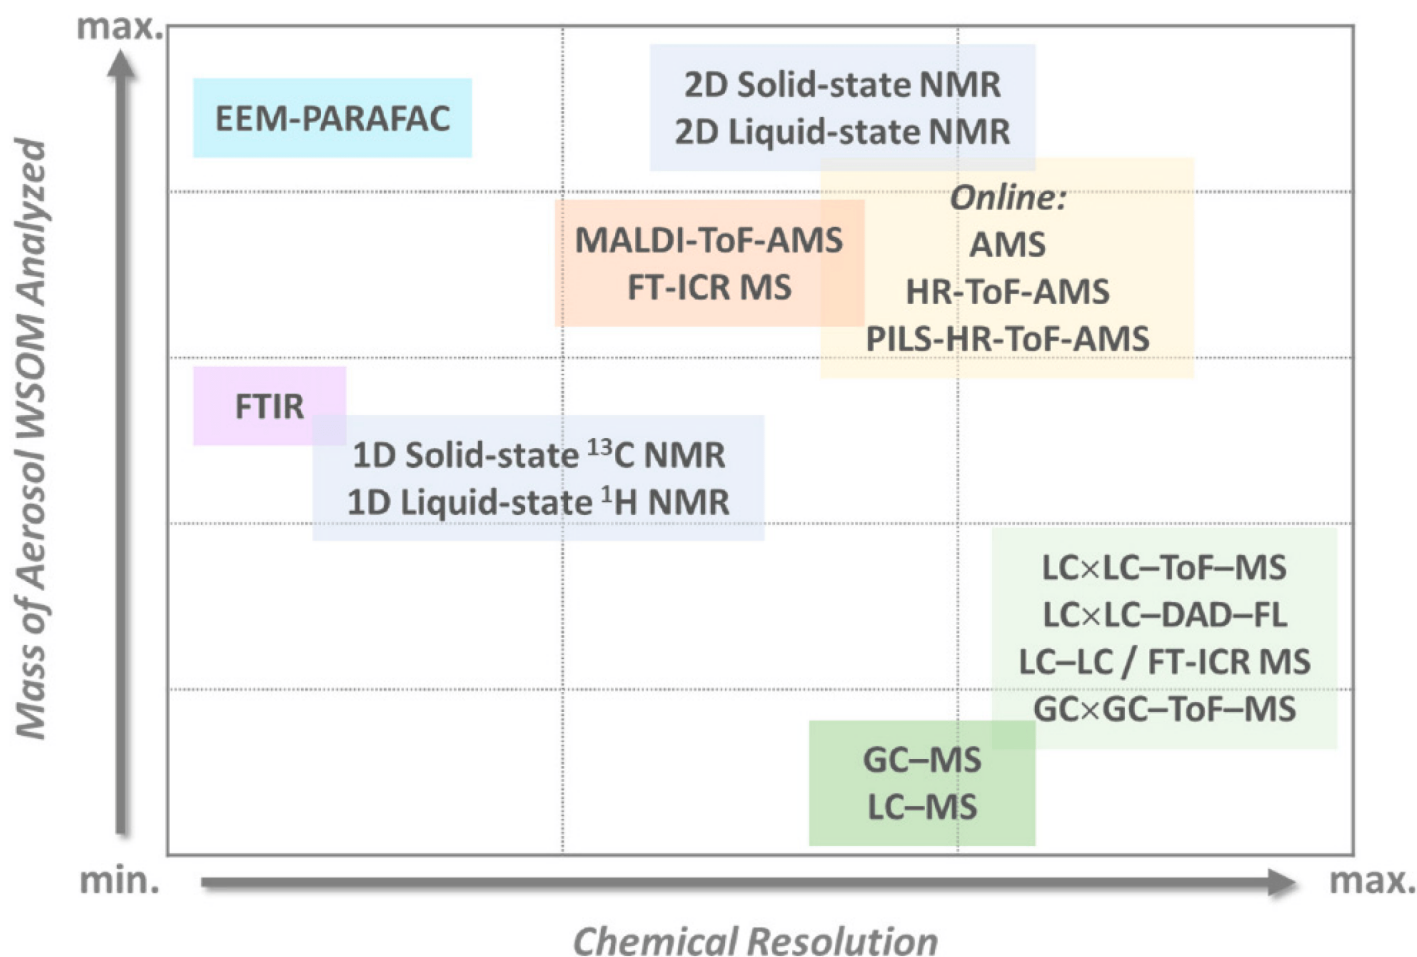 max.
Mass of Aerosol WSOM Analyzed
EEM-PARAFAC
2D Solid-state NMR
2D Liquid-state NMR
MALDI-ToF-AMS
FT-ICR MS
Online:
AMS
HR-ToF-AMS
PILS-HR-ToF-AMS
FTIR
1D Solid-state ¹³C NMR
1D Liquid-state ¹H NMR
LC×LC–ToF–MS
LC×LC–DAD–FL
LC–LC / FT-ICR MS
GC×GC–ToF–MS
GC–MS
LC–MS
min.
max.
Chemical Resolution